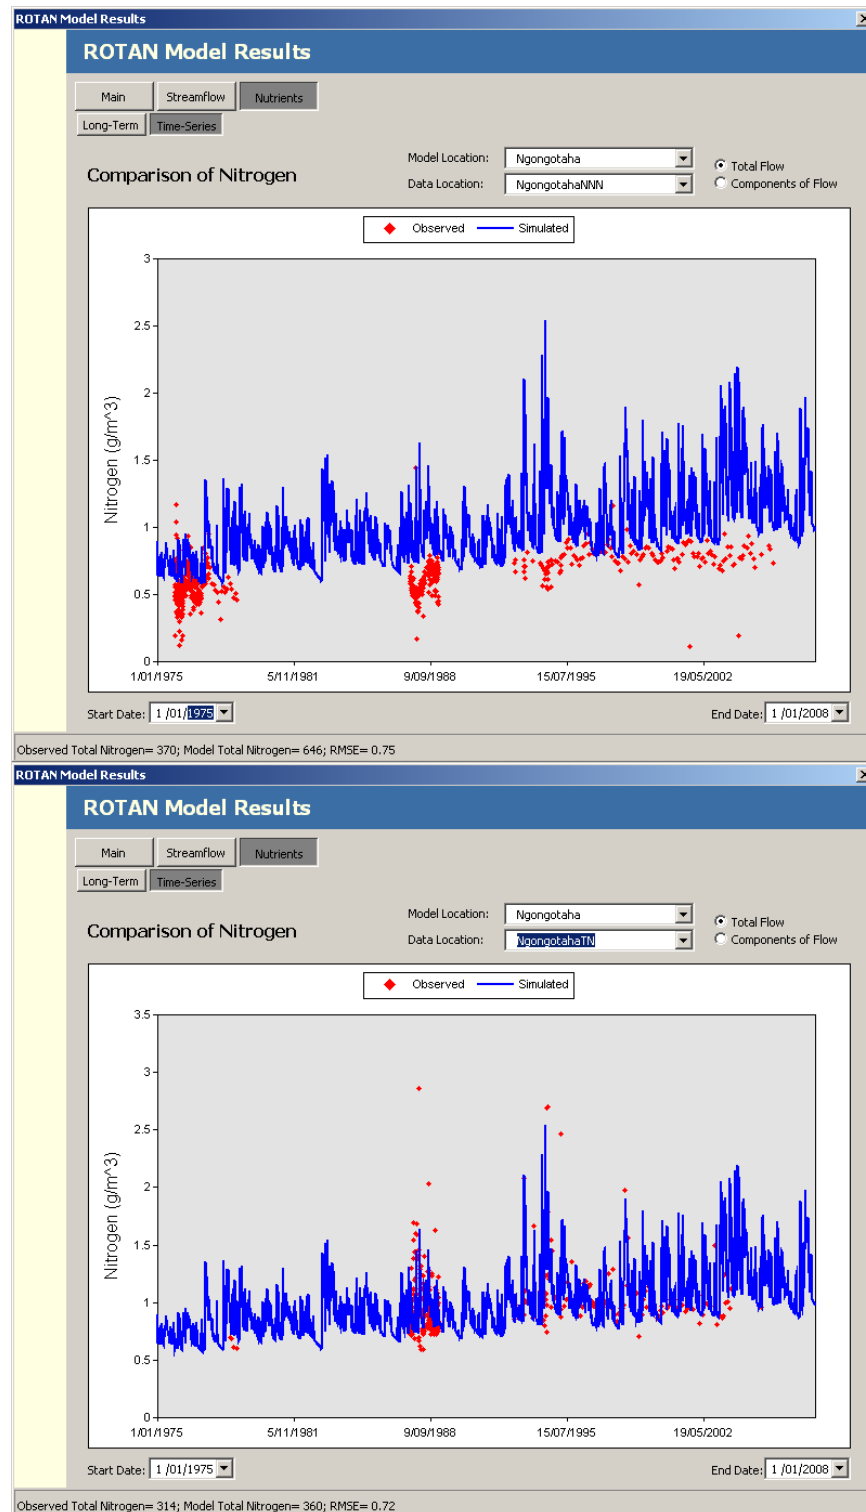 ROTAN Model Results
ROTAN Model Results
Main Streamflow Nutrients
Long-Term Time-Series
Comparison of Nitrogen
Model Location: Ngongotaha
Data Location: NgongotahaNNN
Total Flow
Components of Flow
Observed Simulated
Nitrogen (g/m^3)
3
2.5
2
1.5
1
0.5
0
1/01/1975 5/11/1981 9/09/1988 15/07/1995 19/05/2002
Start Date: 1 /01/1975 End Date: 1 /01/2008
Observed Total Nitrogen= 370; Model Total Nitrogen= 646; RMSE= 0.75
ROTAN Model Results
ROTAN Model Results
Main Streamflow Nutrients
Long-Term Time-Series
Comparison of Nitrogen
Model Location: Ngongotaha
Data Location: NgongotahaTN
Total Flow
Components of Flow
Observed Simulated
Nitrogen (g/m^3)
3.5
3
2.5
2
1.5
1
0.5
0
1/01/1975 5/11/1981 9/09/1988 15/07/1995 19/05/2002
Start Date: 1 /01/1975 End Date: 1 /01/2008
Observed Total Nitrogen= 314; Model Total Nitrogen= 360; RMSE= 0.72